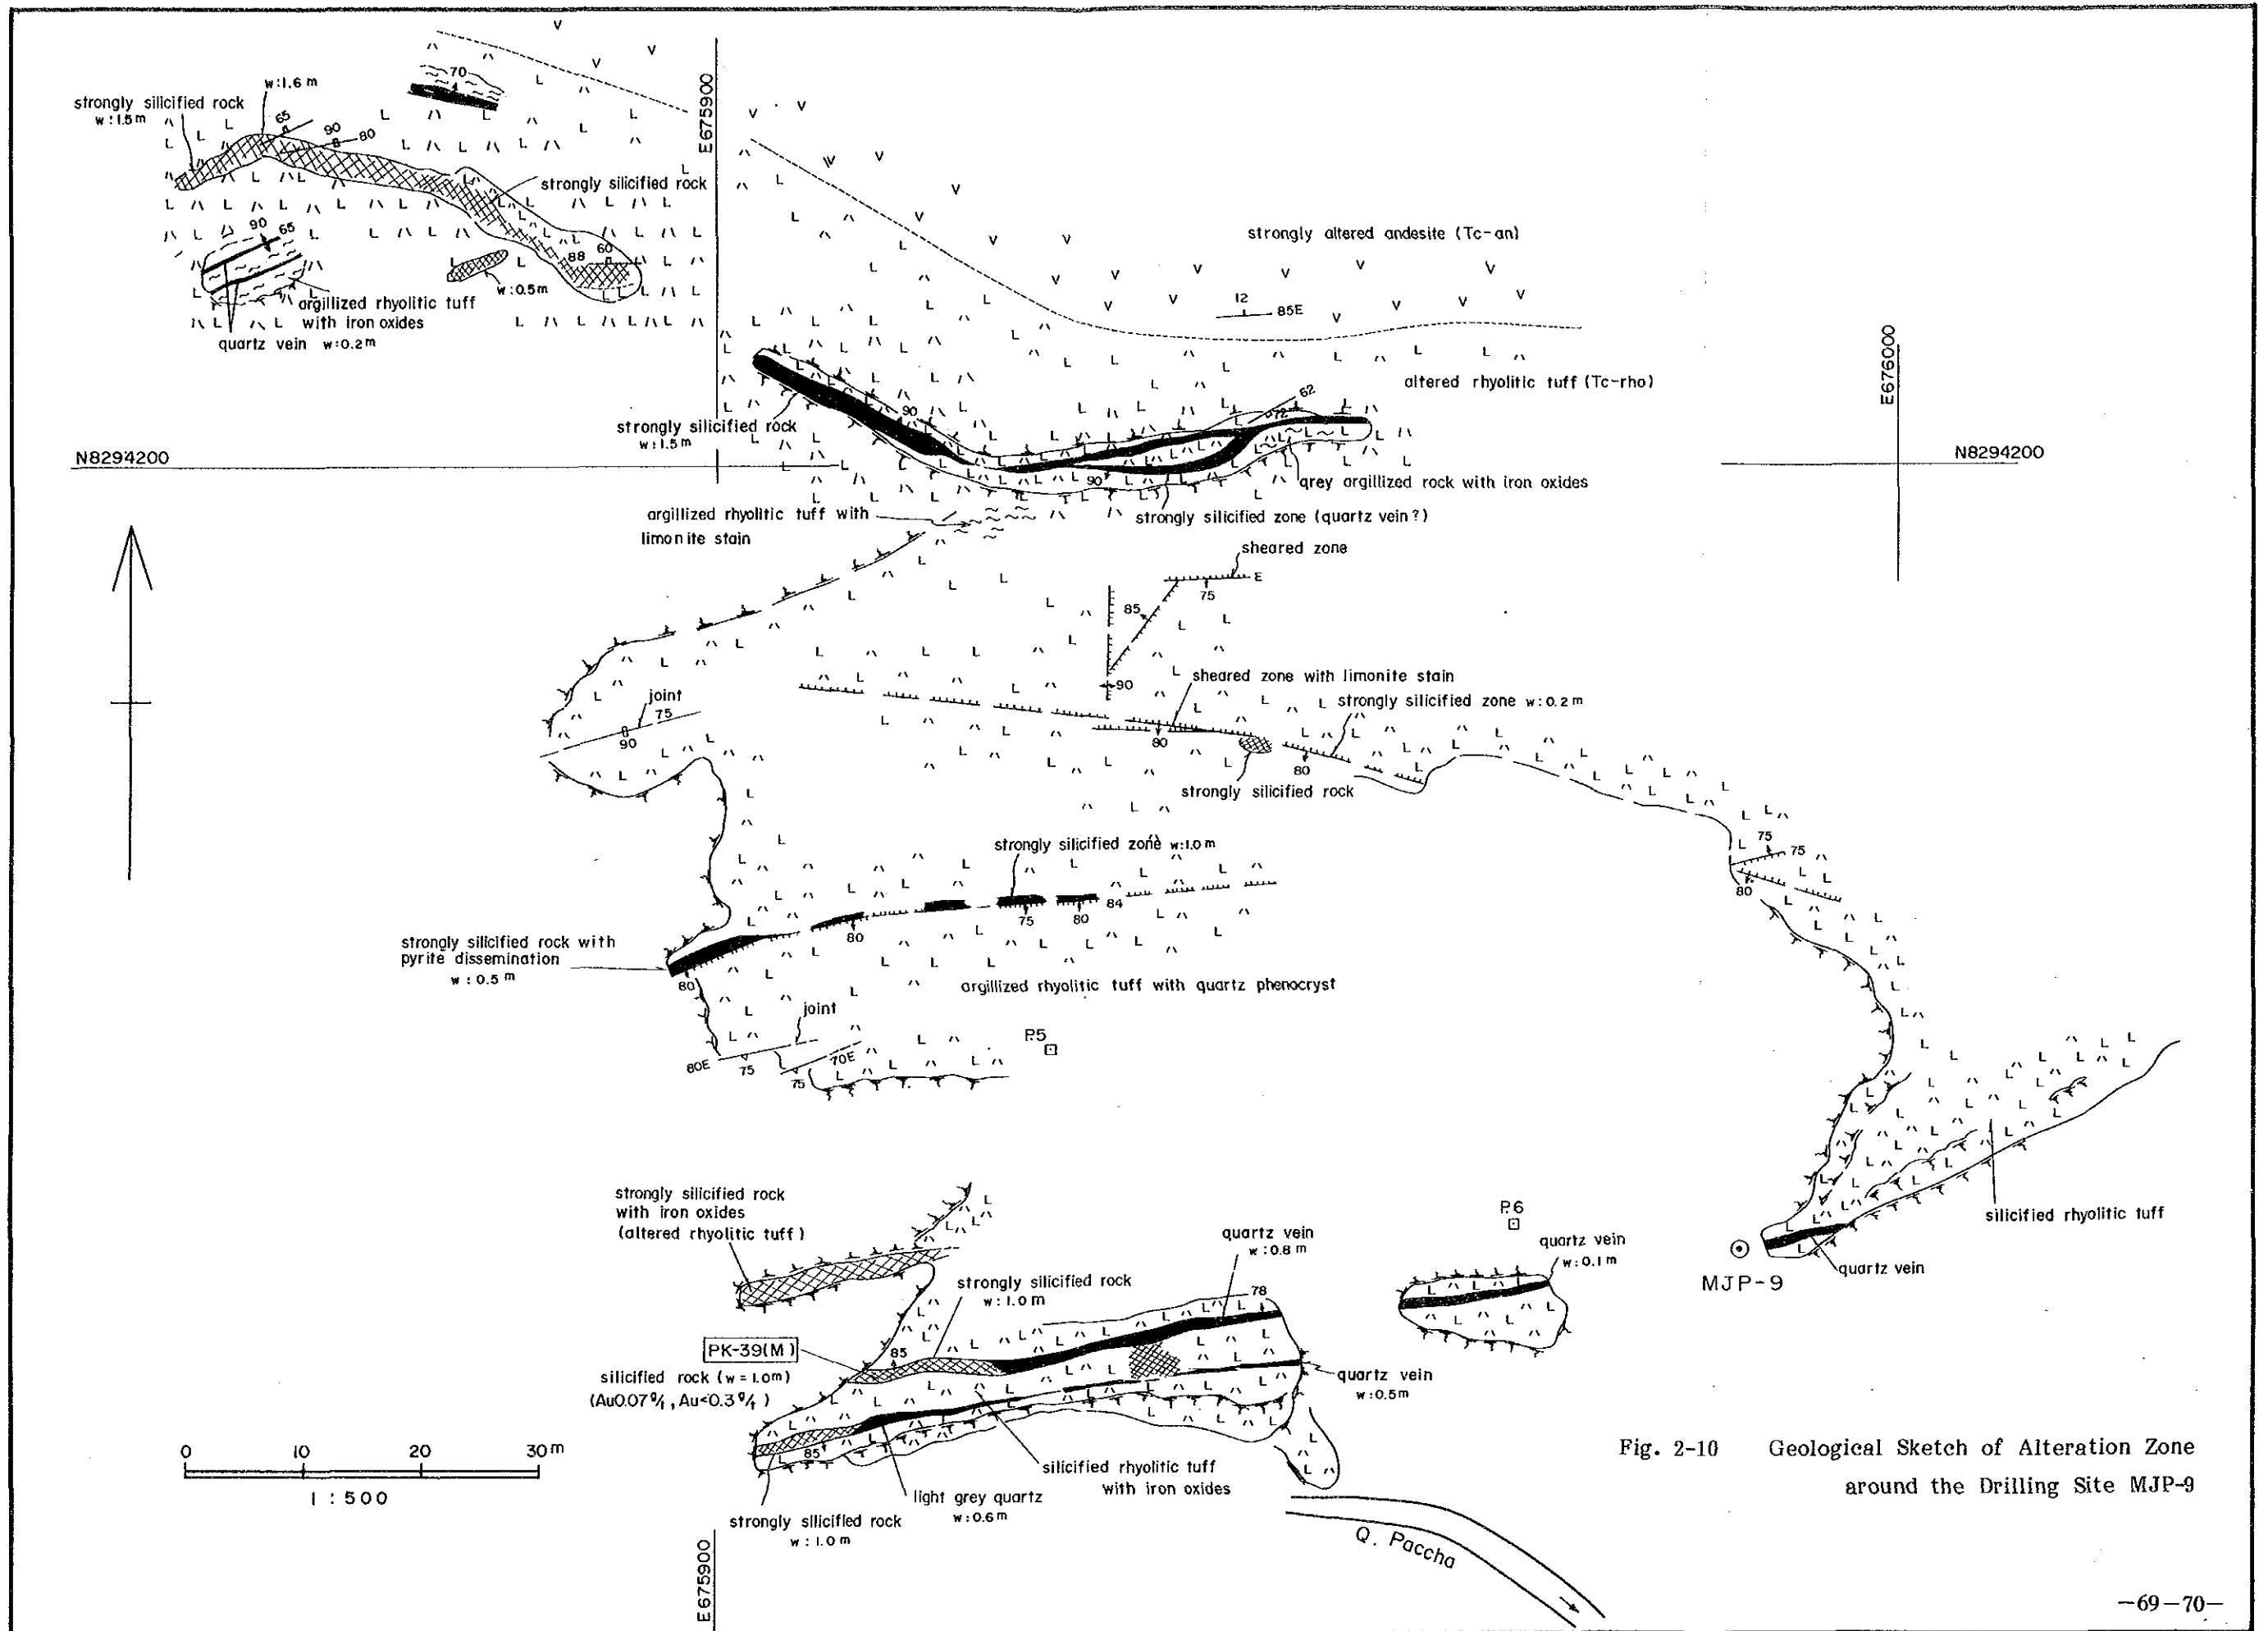 w:1.6 m
strongly silicified rock
w:1.5m
70
65
90
80
E675900
strongly silicified rock
90
65
60
88
w:0.5m
argillized rhyolitic tuff
with iron oxides
quartz vein w:0.2m
strongly altered andesite (Tc-an)
12
85E
altered rhyolitic tuff (Tc-rho)
E676000
62
72
90
strongly silicified rock
w:1.5m
N8294200
N8294200
90
grey argillized rock with iron oxides
strongly silicified zone (quartz vein?)
argillized rhyolitic tuff with
limonite stain
sheared zone
E
75
85
90
sheared zone with limonite stain
strongly silicified zone w:0.2m
joint
75
90
80
80
strongly silicified rock
75
75
80
strongly silicified zone w:1.0m
84
75
80
80
strongly silicified rock with
pyrite dissemination
w : 0.5 m
80
argillized rhyolitic tuff with quartz phenocryst
joint
P.5
80E
75
70E
75
strongly silicified rock
with iron oxides
(altered rhyolitic tuff)
quartz vein
w:0.8 m
P.6
quartz vein
w:0.1m
silicified rhyolitic tuff
quartz vein
MJP-9
strongly silicified rock
w:1.0m
78
PK-39(M)
85
silicified rock (w=1.0m)
(Au0.07g/t, Au<0.3g/t)
quartz vein
w:0.5m
85
silicified rhyolitic tuff
with iron oxides
light grey quartz
w:0.6m
strongly silicified rock
w : 1.0 m
0 10 20 30m
1 : 500
E675900
Q. Paccha
Fig. 2-10 Geological Sketch of Alteration Zone
around the Drilling Site MJP-9
—69—70—